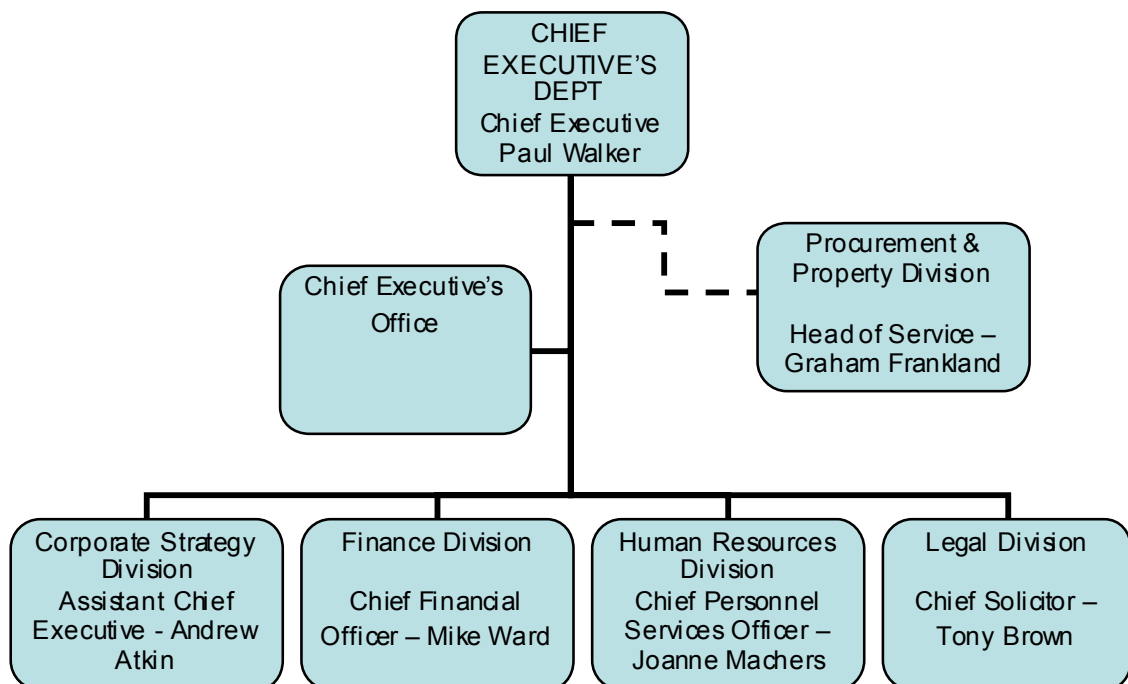 CHIEF
EXECUTIVE'S
DEPT
Chief Executive
Paul Walker
Procurement &
Property Division
Head of Service –
Graham Frankland
Chief Executive's
Office
Corporate Strategy
Division
Assistant Chief
Executive - Andrew
Atkin
Finance Division
Chief Financial
Officer – Mike Ward
Human Resources
Division
Chief Personnel
Services Officer –
Joanne Machers
Legal Division
Chief Solicitor –
Tony Brown